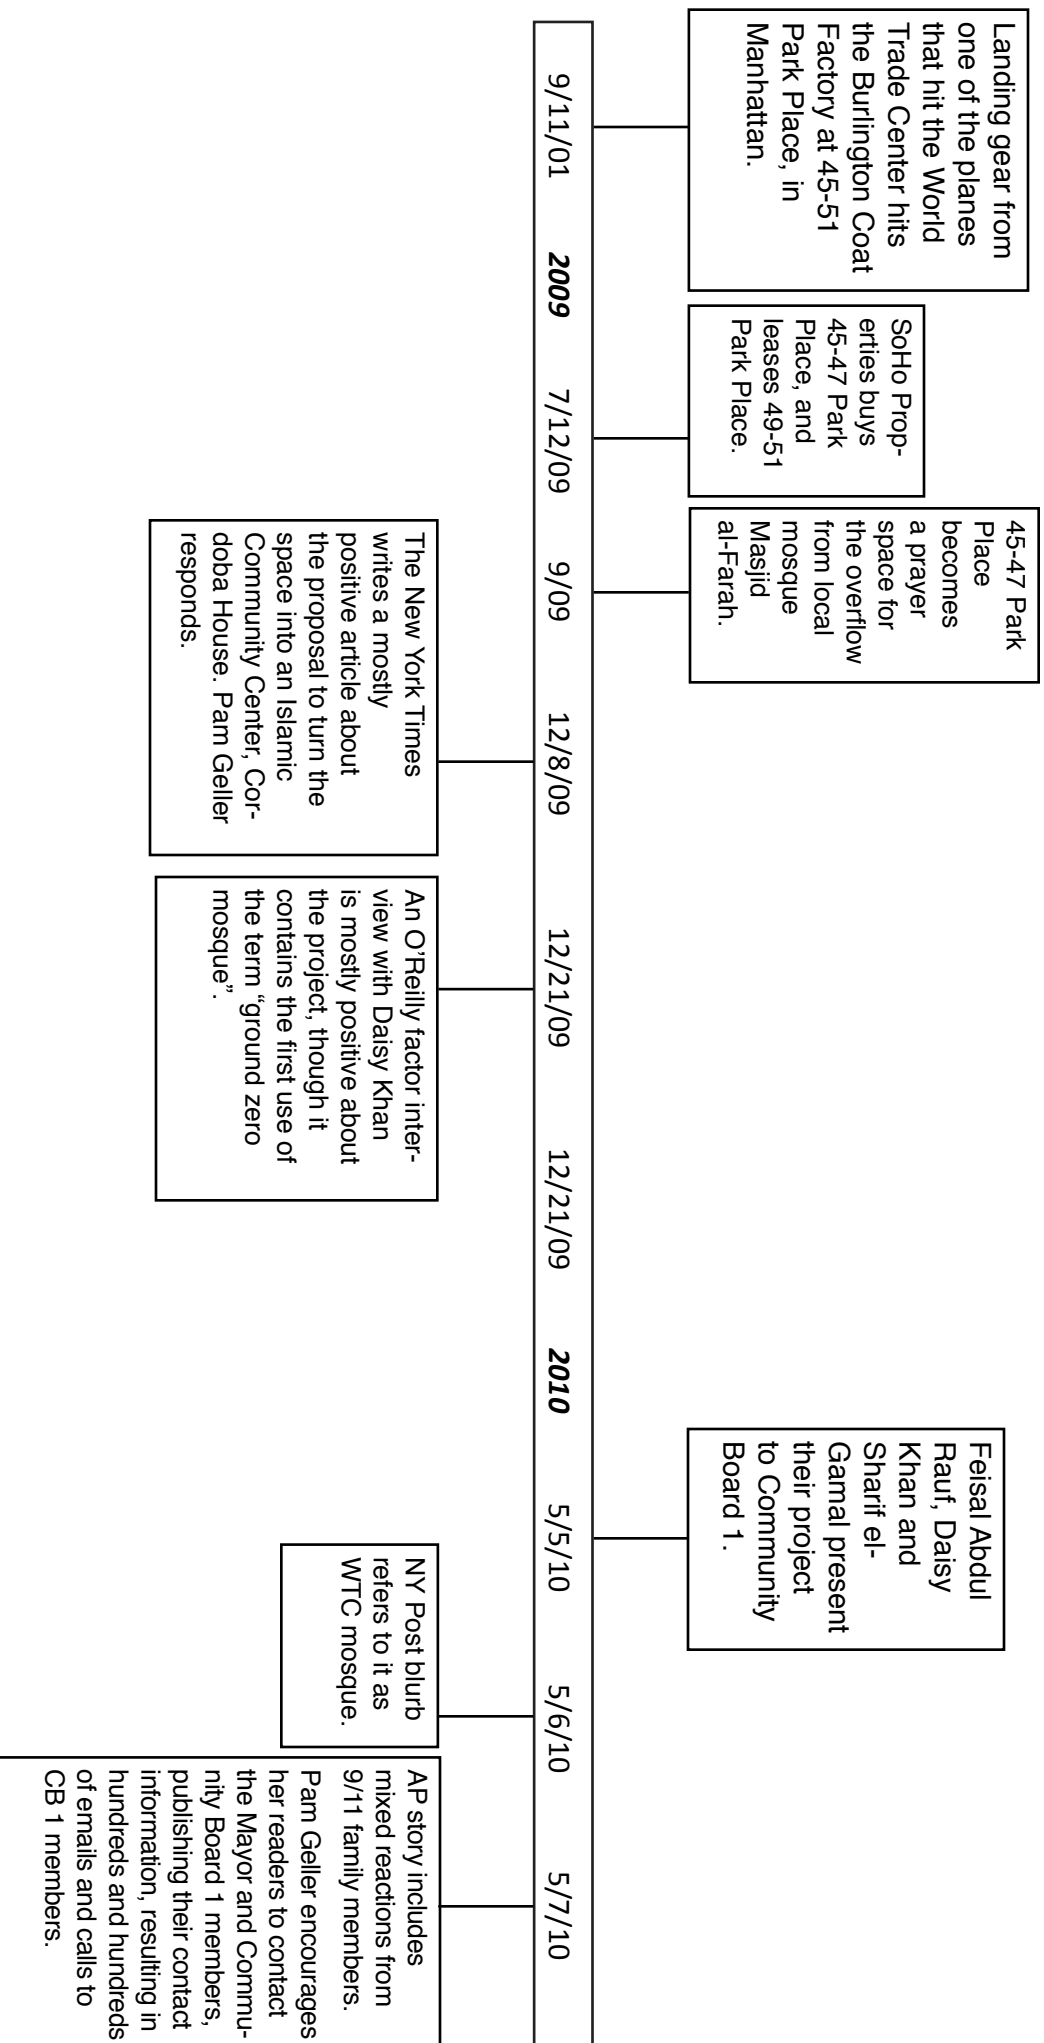 Landing gear from
one of the planes
that hit the World
Trade Center hits
the Burlington Coat
Factory at 45-51
Park Place, in
Manhattan.
SoHo Prop-
erties buys
45-47 Park
Place, and
leases 49-51
Park Place.
45-47 Park
Place
becomes
a prayer
space for
the overflow
from local
mosque
Masjid
al-Farah.
Feisal Abdul
Rauf, Daisy
Khan and
Sharif el-
Gamal present
their project
to Community
Board 1.
9/11/01 2009 7/12/09 9/09 12/8/09 12/21/09 12/21/09 2010 5/5/10 5/6/10 5/7/10
The New York Times
writes a mostly
positive article about
the proposal to turn the
space into an Islamic
Community Center, Cor-
doba House. Pam Geller
responds.
An O’Reilly factor inter-
view with Daisy Khan
is mostly positive about
the project, though it
contains the first use of
the term “ground zero
mosque”.
NY Post blurb
refers to it as
WTC mosque.
AP story includes
mixed reactions from
9/11 family members.
Pam Geller encourages
her readers to contact
the Mayor and Commu-
nity Board 1 members,
publishing their contact
information, resulting in
hundreds and hundreds
of emails and calls to
CB 1 members.